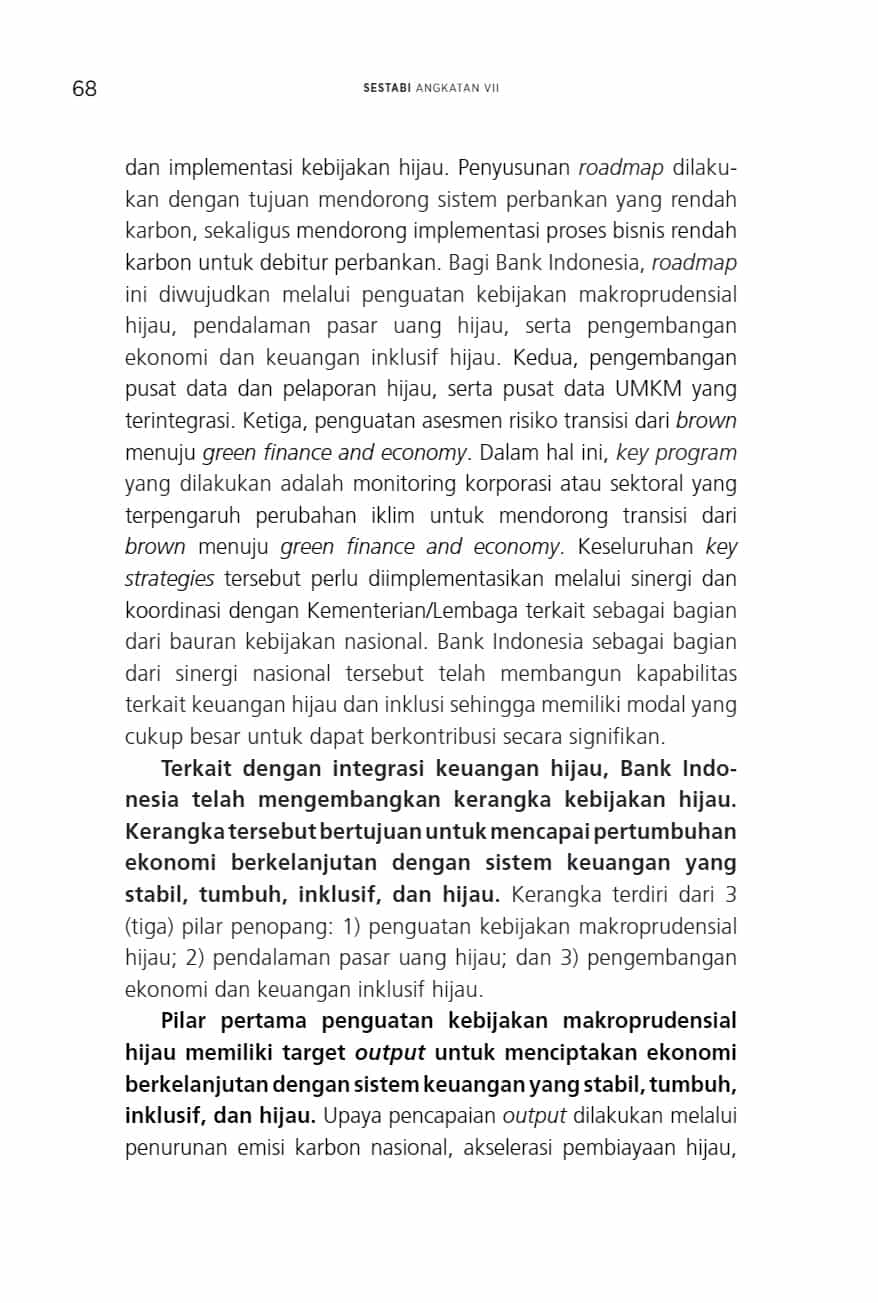 68
SESTABI ANGKATAN VII
dan implementasi kebijakan hijau. Penyusunan roadmap dilaku-
kan dengan tujuan mendorong sistem perbankan yang rendah
karbon, sekaligus mendorong implementasi proses bisnis rendah
karbon untuk debitur perbankan. Bagi Bank Indonesia, roadmap
ini diwujudkan melalui penguatan kebijakan makroprudensial
hijau, pendalaman pasar uang hijau, serta pengembangan
ekonomi dan keuangan inklusif hijau. Kedua, pengembangan
pusat data dan pelaporan hijau, serta pusat data UMKM yang
terintegrasi. Ketiga, penguatan asesmen risiko transisi dari brown
menuju green finance and economy. Dalam hal ini, key program
yang dilakukan adalah monitoring korporasi atau sektoral yang
terpengaruh perubahan iklim untuk mendorong transisi dari
brown menuju green finance and economy. Keseluruhan key
strategies tersebut perlu diimplementasikan melalui sinergi dan
koordinasi dengan Kementerian/Lembaga terkait sebagai bagian
dari bauran kebijakan nasional. Bank Indonesia sebagai bagian
dari sinergi nasional tersebut telah membangun kapabilitas
terkait keuangan hijau dan inklusi sehingga memiliki modal yang
cukup besar untuk dapat berkontribusi secara signifikan.
Terkait dengan integrasi keuangan hijau, Bank Indo-
nesia telah mengembangkan kerangka kebijakan hijau.
Kerangka tersebut bertujuan untuk mencapai pertumbuhan
ekonomi berkelanjutan dengan sistem keuangan yang
stabil, tumbuh, inklusif, dan hijau. Kerangka terdiri dari 3
(tiga) pilar penopang: 1) penguatan kebijakan makroprudensial
hijau; 2) pendalaman pasar uang hijau; dan 3) pengembangan
ekonomi dan keuangan inklusif hijau.
Pilar pertama penguatan kebijakan makroprudensial
hijau memiliki target output untuk menciptakan ekonomi
berkelanjutan dengan sistem keuangan yang stabil, tumbuh,
inklusif, dan hijau. Upaya pencapaian output dilakukan melalui
penurunan emisi karbon nasional, akselerasi pembiayaan hijau,